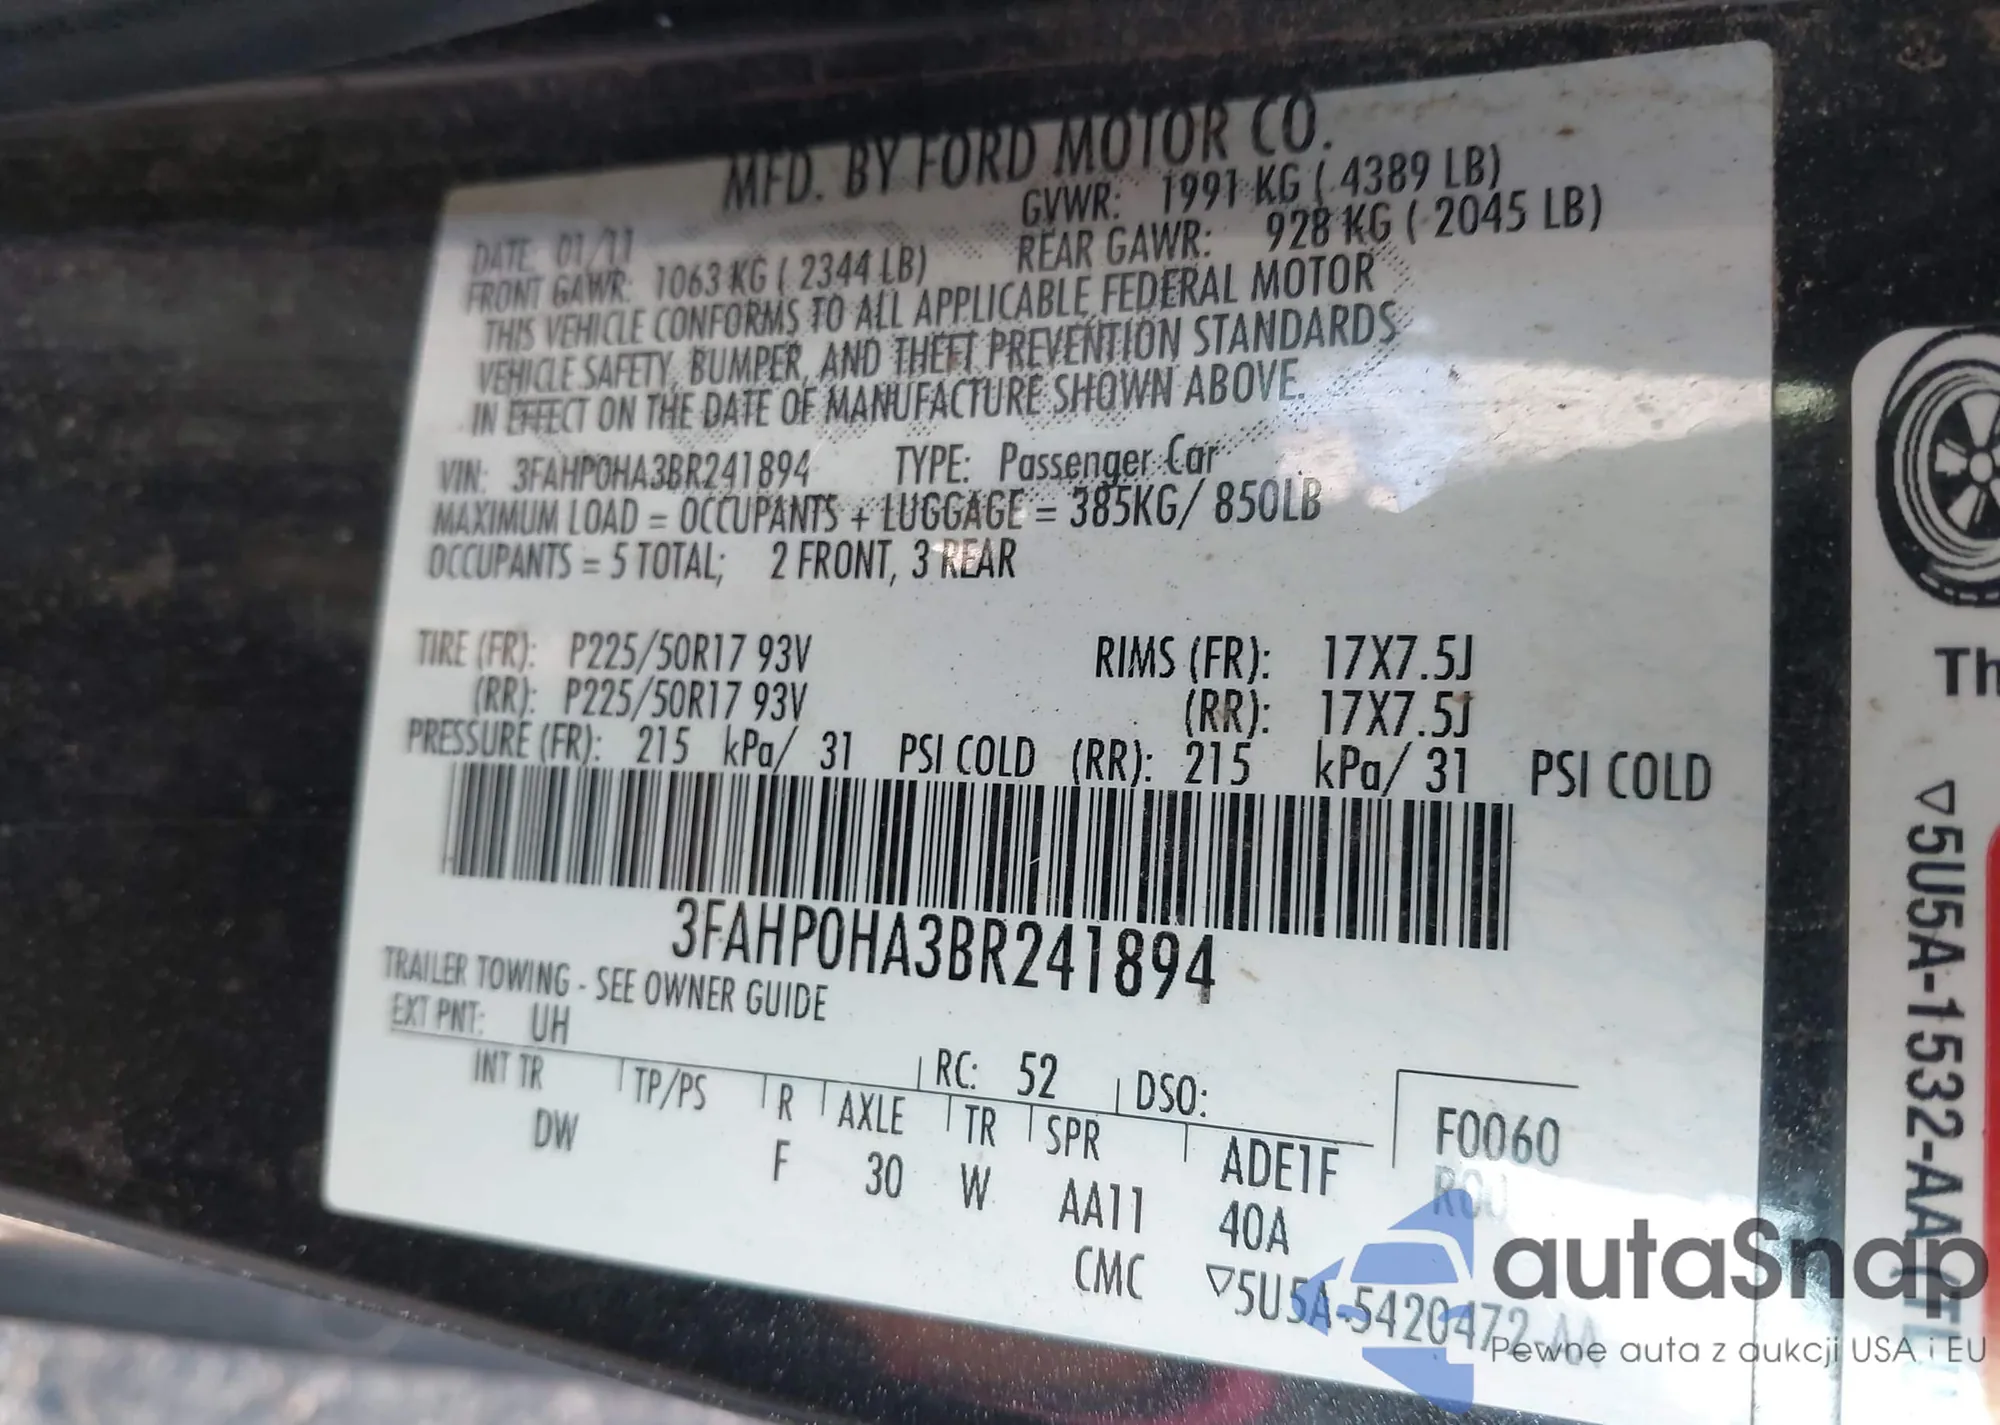 MFD. BY FORD MOTOR CO.
DATE: 01/11 GVWR: 1991 KG ( 4389 LB)
FRONT GAWR: 1063 KG ( 2344 LB) REAR GAWR: 928 KG ( 2045 LB)
THIS VEHICLE CONFORMS TO ALL APPLICABLE FEDERAL MOTOR
VEHICLE SAFETY, BUMPER, AND THEFT PREVENTION STANDARDS
IN EFFECT ON THE DATE OF MANUFACTURE SHOWN ABOVE.
VIN: 3FAHP0HA3BR241894 TYPE: Passenger Car
MAXIMUM LOAD = OCCUPANTS + LUGGAGE = 385KG/ 850LB
OCCUPANTS = 5 TOTAL; 2 FRONT, 3 REAR
TIRE (FR): P225/50R17 93V RIMS (FR): 17X7.5J
(RR): P225/50R17 93V (RR): 17X7.5J
PRESSURE (FR): 215 kPa/ 31 PSI COLD (RR): 215 kPa/ 31 PSI COLD
3FAHP0HA3BR241894
TRAILER TOWING - SEE OWNER GUIDE
EXT PNT: UH RC: 52 DSO: F0060
INT TR TP/PS R AXLE TR SPR ADE1F
DW F 30 W AA11 40A
CMC ▽5U5A-5420472-AA
Th
▽5U5A-1532-AA
autaSnap
Pewne auta z aukcji USA i EU